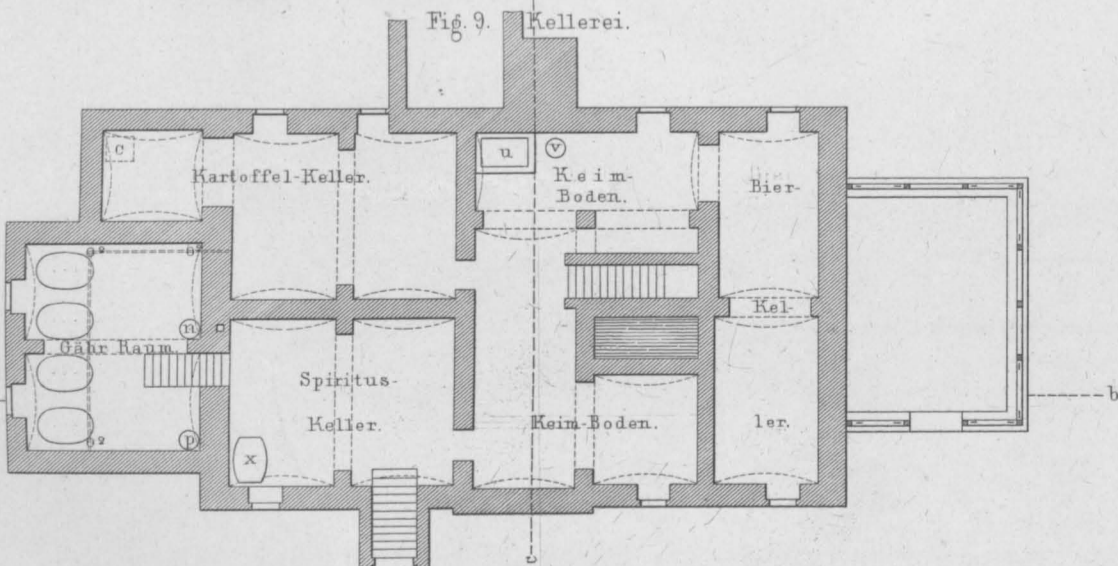 Fig. 9. Kellerei.
c
Kartoffel-Keller.
u
v
Keim-
Boden.
Bier-
Kel-
ler.
n
Gähr Raum.
p
Spiritus-
Keller.
x
Keim-Boden.
b